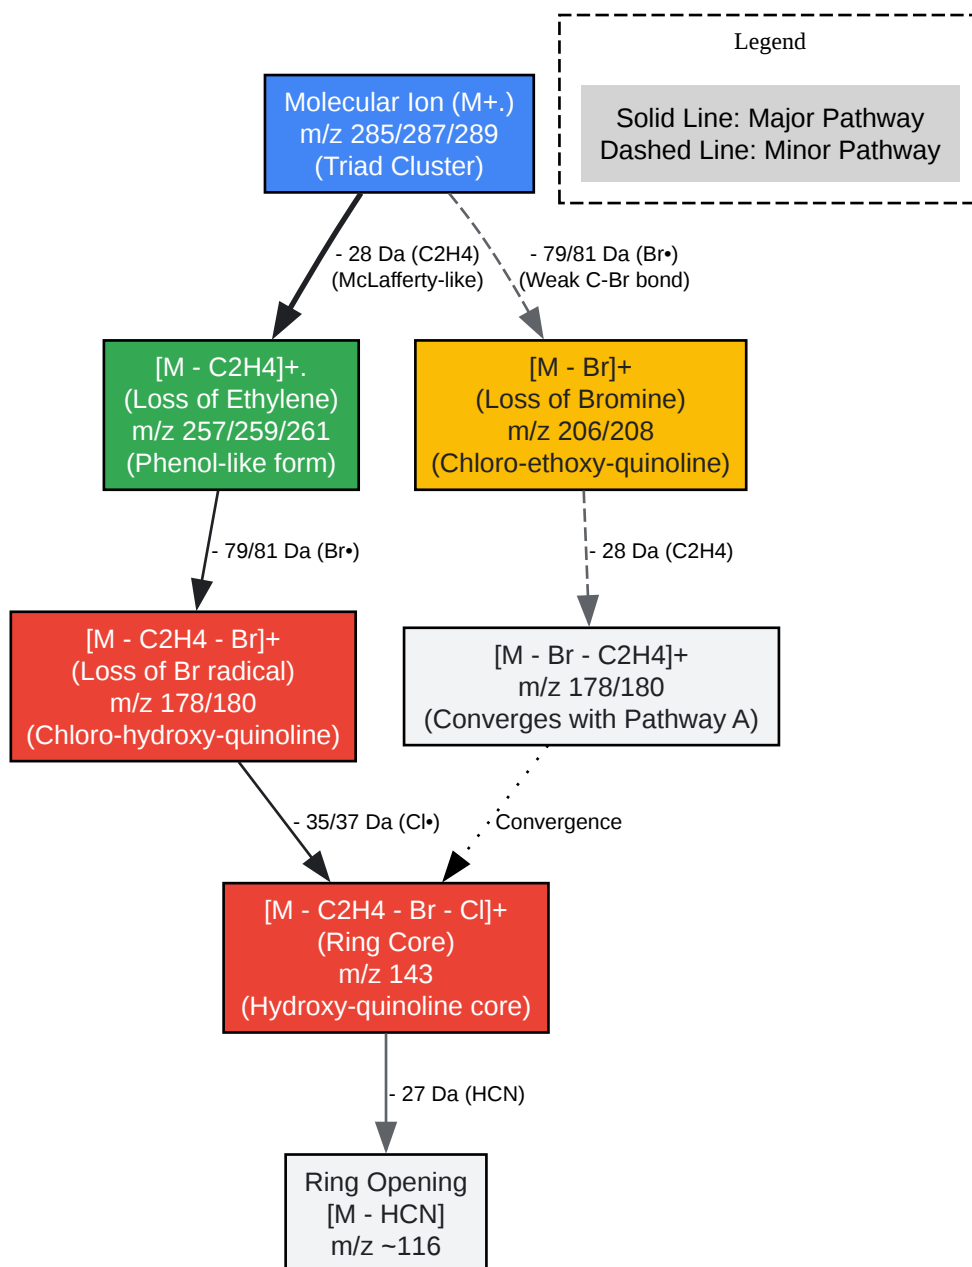 Legend
Solid Line: Major Pathway
Dashed Line: Minor Pathway
Molecular Ion (M+.)
m/z 285/287/289
(Triad Cluster)
- 28 Da (C2H4)
(McLafferty-like)
- 79/81 Da (Br•)
(Weak C-Br bond)
[M - C2H4]+.
(Loss of Ethylene)
m/z 257/259/261
(Phenol-like form)
[M - Br]+
(Loss of Bromine)
m/z 206/208
(Chloro-ethoxy-quinoline)
- 79/81 Da (Br•)
- 28 Da (C2H4)
[M - C2H4 - Br]+
(Loss of Br radical)
m/z 178/180
(Chloro-hydroxy-quinoline)
[M - Br - C2H4]+
m/z 178/180
(Converges with Pathway A)
- 35/37 Da (Cl•)
Convergence
[M - C2H4 - Br - Cl]+
(Ring Core)
m/z 143
(Hydroxy-quinoline core)
- 27 Da (HCN)
Ring Opening
[M - HCN]
m/z ~116